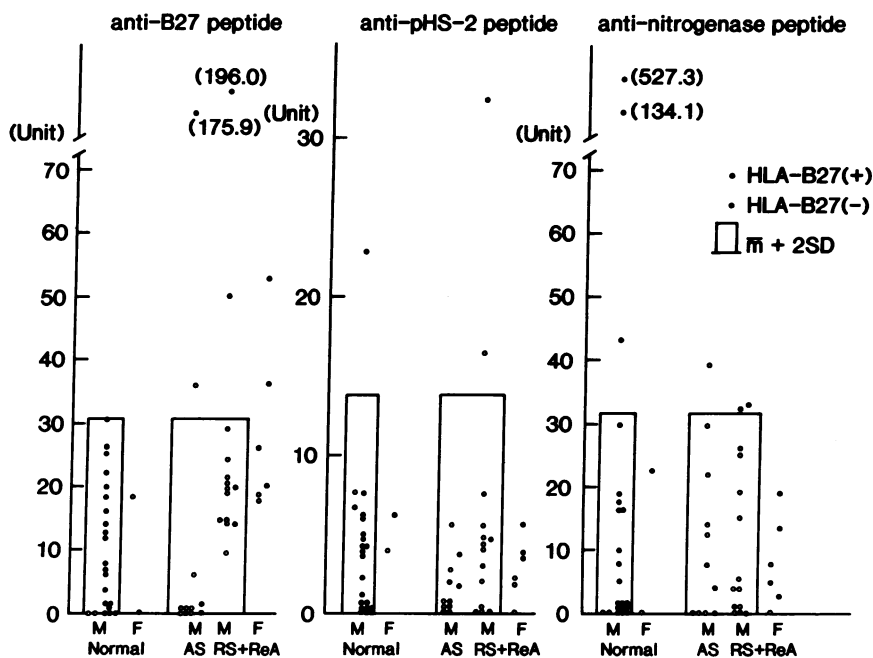 anti-B27 peptide
anti-pHS-2 peptide
anti-nitrogenase peptide
(196.0)
(175.9)
(Unit)
70
60
50
40
30
20
10
0
M F M M F
Normal AS RS+ReA
(Unit)
30
20
10
0
M F M M F
Normal AS RS+ReA
(527.3)
(134.1)
(Unit)
70
60
50
40
30
20
10
0
M F M M F
Normal AS RS+ReA
• HLA-B27(+)
• HLA-B27(-)
m̅ + 2SD